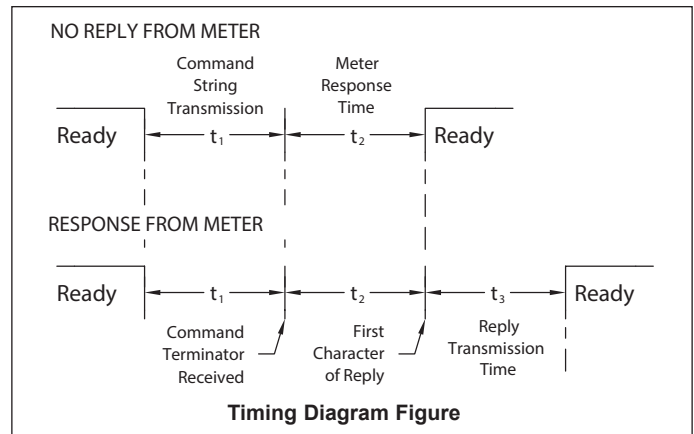 NO REPLY FROM METER
Command
String
Transmission
Meter
Response
Time
Ready
t1
t2
Ready
RESPONSE FROM METER
Ready
t1
t2
t3
Ready
Command
Terminator
Received
First
Character
of Reply
Reply
Transmission
Time
Timing Diagram Figure